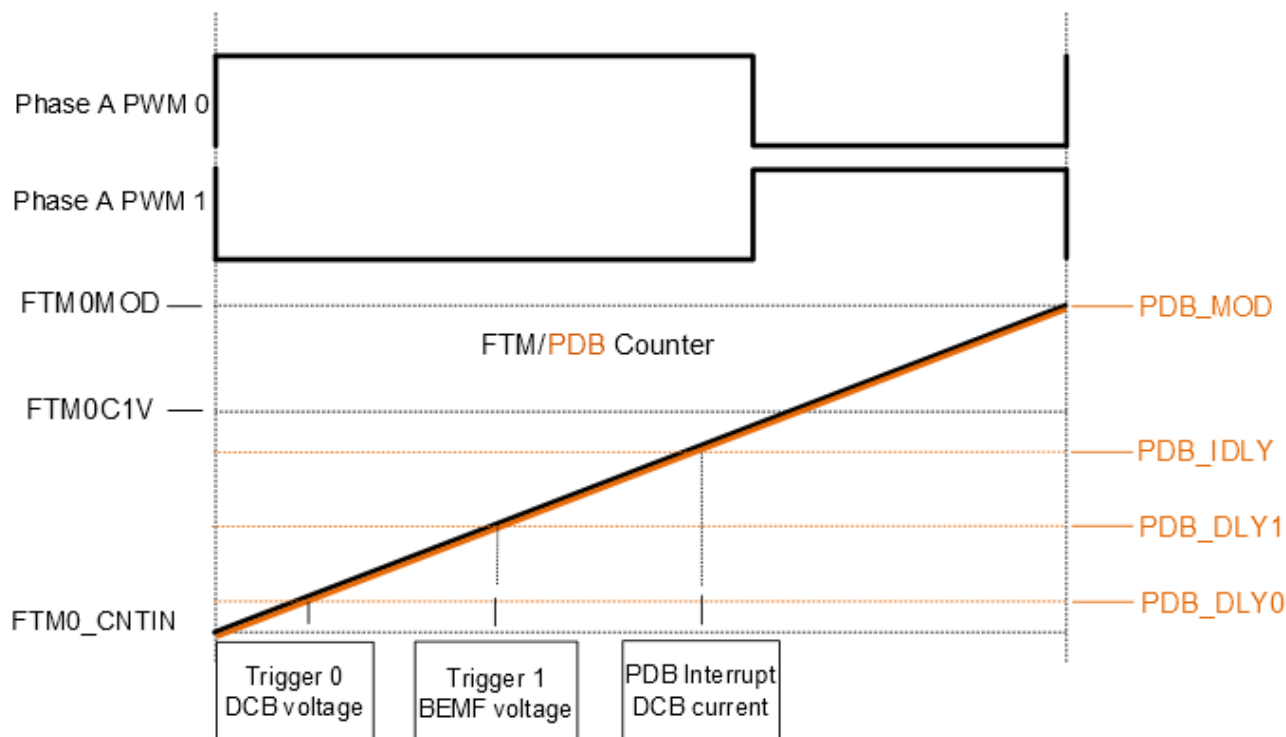 Phase A PWM 0
Phase A PWM 1
FTM0MOD
PDB_MOD
FTM/PDB Counter
FTM0C1V
PDB_IDLY
PDB_DLY1
PDB_DLY0
FTM0_CNTIN
Trigger 0
DCB voltage
Trigger 1
BEMF voltage
PDB Interrupt
DCB current